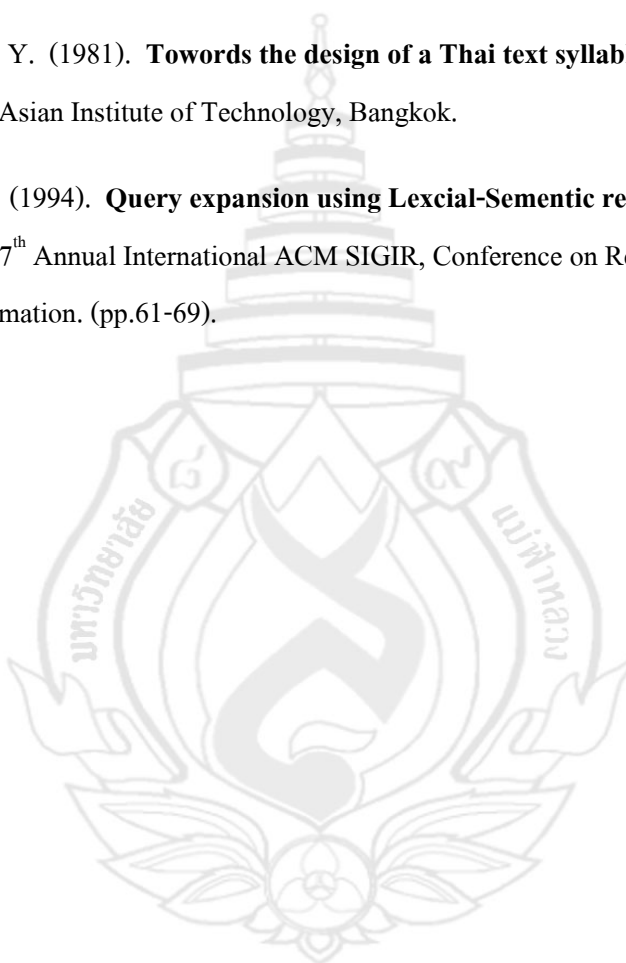 Y. (1981). Towords the design of a Thai text syllab
Asian Institute of Technology, Bangkok.
(1994). Query expansion using Lexcial-Sementic re
7th Annual International ACM SIGIR, Conference on Re
mation. (pp.61-69).
๘ ๙
มหาวิทยาลัย แม่ฟ้าหลวง